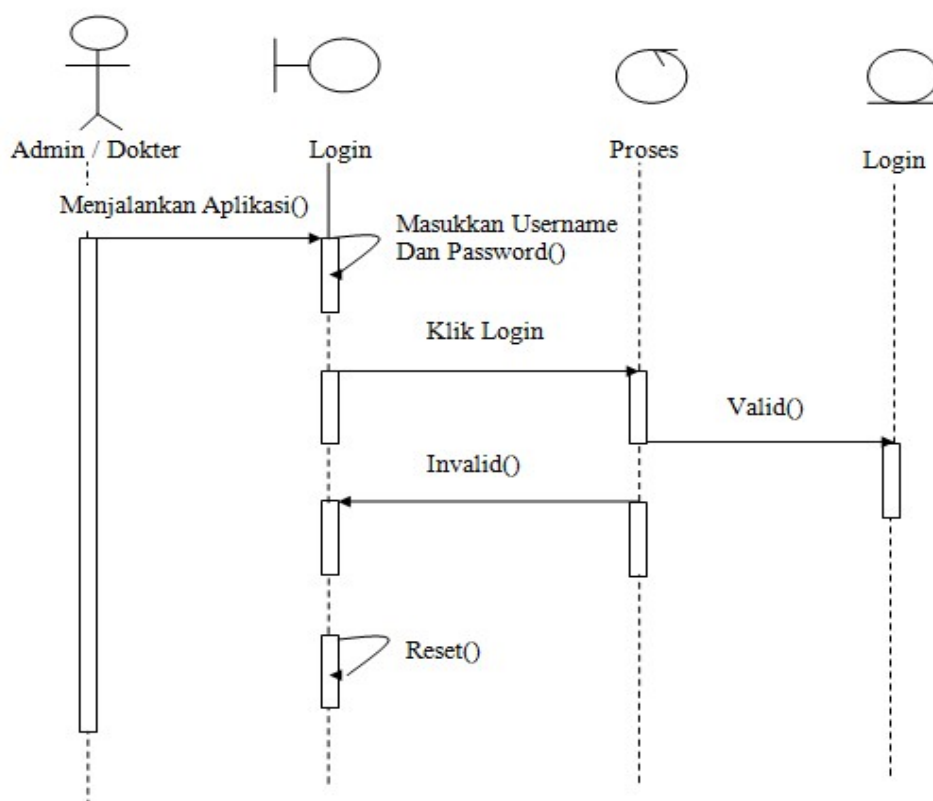 Admin / Dokter
Login
Proses
Login
Menjalankan Aplikasi()
Masukkan Username
Dan Password()
Klik Login
Valid()
Invalid()
Reset()